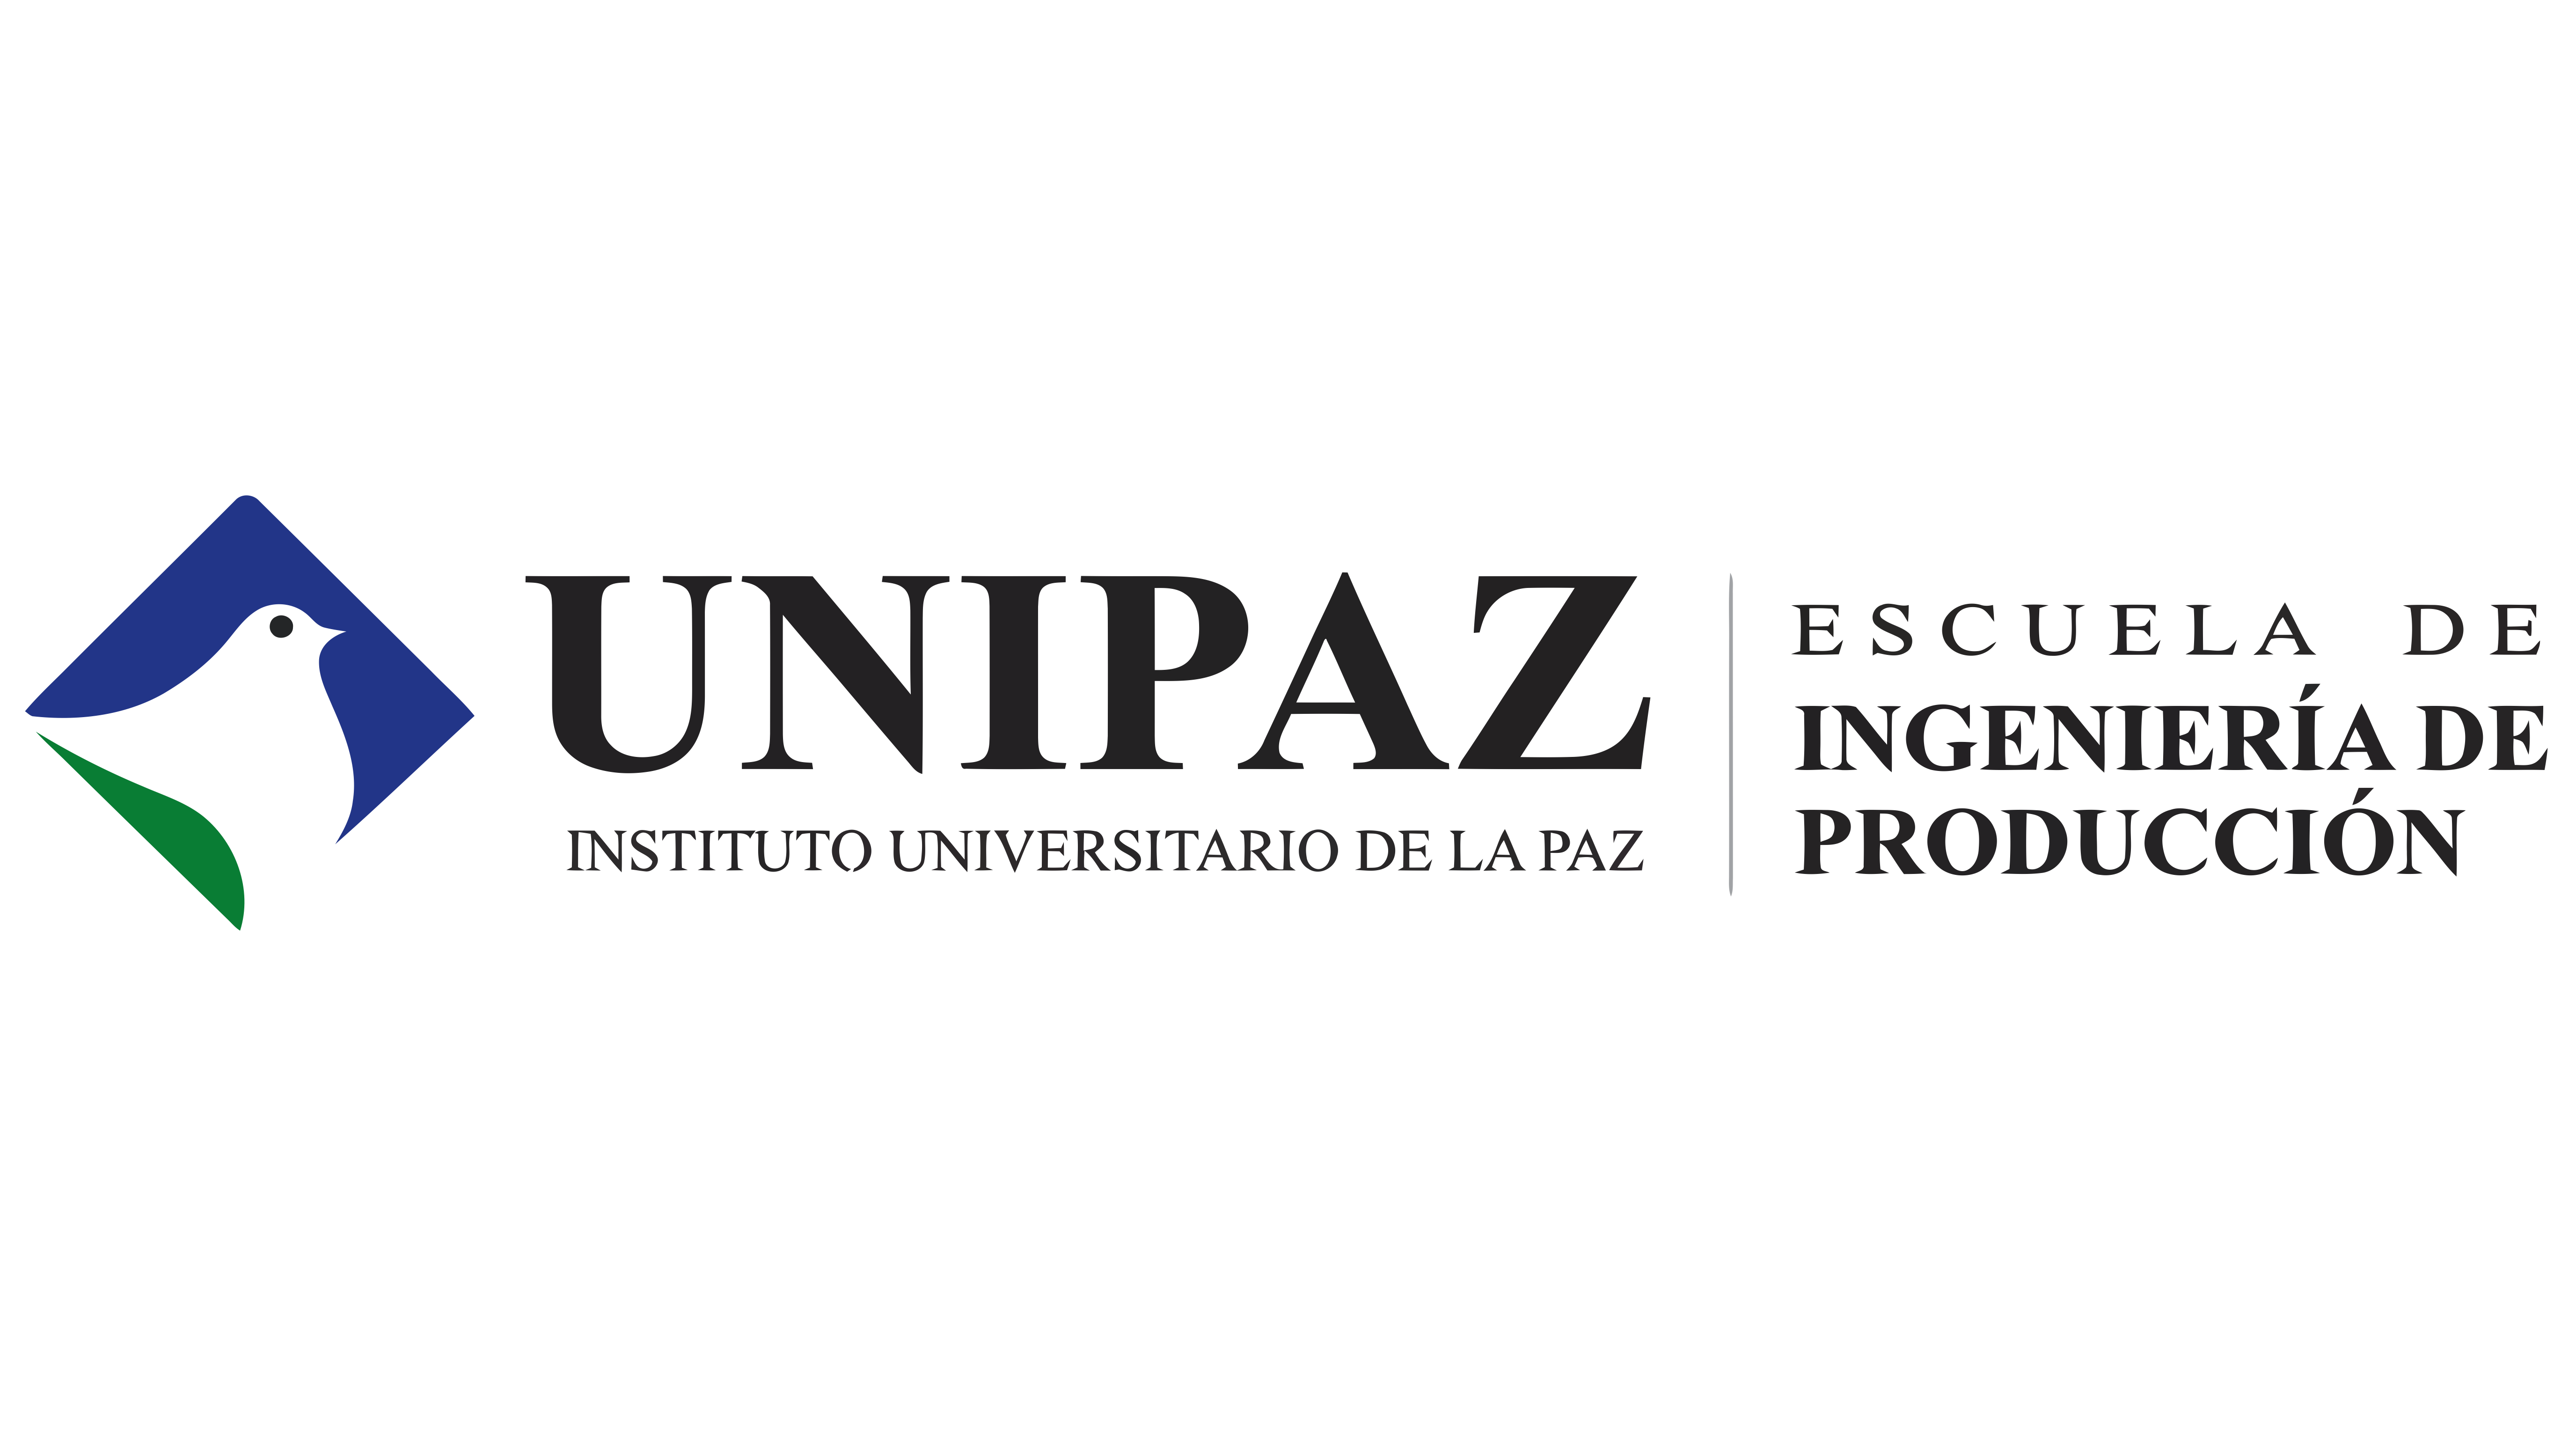 UNIPAZ
INSTITUTO UNIVERSITARIO DE LA PAZ
ESCUELA DE
INGENIERÍA DE
PRODUCCIÓN